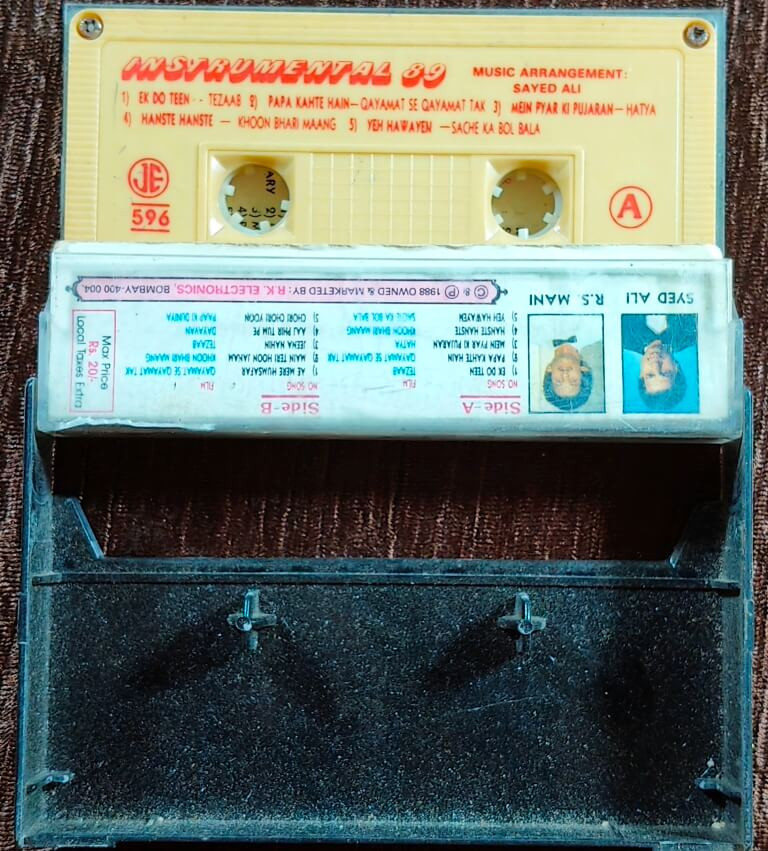 INSTRUMENTAL 89
MUSIC ARRANGEMENT:
SAYED ALI
1) EK DO TEEN -- TEZAAB 2) PAPA KAHTE HAIN—QAYAMAT SE QAYAMAT TAK 3) MEIN PYAR KI PUJARAN—HATYA
4) HANSTE HANSTE — KHOON BHARI MAANG 5) YEH HAWAYEN —SACHE KA BOL BALA
JE
596
A
SYED ALI
R.S. MANI
Side-A
NO SONG FILM
1) EK DO TEEN TEZAAB
2) PAPA KAHTE HAIN QAYAMAT SE QAYAMAT TAK
3) MEIN PYAR KI PUJARAN HATYA
4) HANSTE HANSTE KHOON BHARI MAANG
5) YEH HAWAYEN SACHE KA BOL BALA
Side-B
NO SONG FILM
1) AE MERE HUMSAFAR QAYAMAT SE QAYAMAT TAK
2) MAIN TERI HOON JANAM KHOON BHARI MAANG
3) JEENA NAHIN TEZAAB
4) AAJ PHIR TUM PE DAYAVAN
5) CHORI CHORI YOON PAAP KI DUNIYA
Max Price
Rs. 20/-
Local Taxes Extra
© & ℗ 1988 OWNED & MARKETED BY: R.K. ELECTRONICS, BOMBAY-400 004.